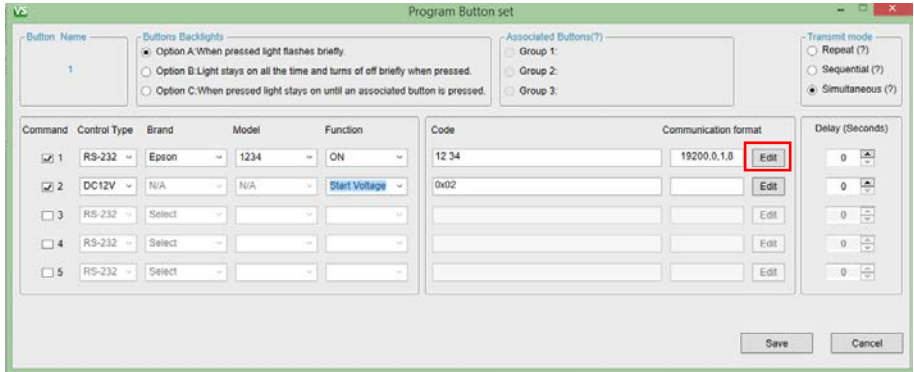 VS Program Button set
Button Name Buttons Backlights Associated Buttons(?) Transmit mode
1
Option A:When pressed light flashes briefly.
Option B:Light stays on all the time and turns of off briefly when pressed.
Option C:When pressed light stays on until an associated button is pressed.
Group 1:
Group 2:
Group 3:
Repeat (?)
Sequential (?)
Simultaneous (?)
Command Control Type Brand Model Function Code Communication format Delay (Seconds)
1 RS-232 Epson 1234 ON 12 34 19200,0,1,8 Edit 0
2 DC12V N/A N/A Start Voltage 0x02 Edit 0
3 RS-232 Select Edit 0
4 RS-232 Select Edit 0
5 RS-232 Select Edit 0
Save Cancel